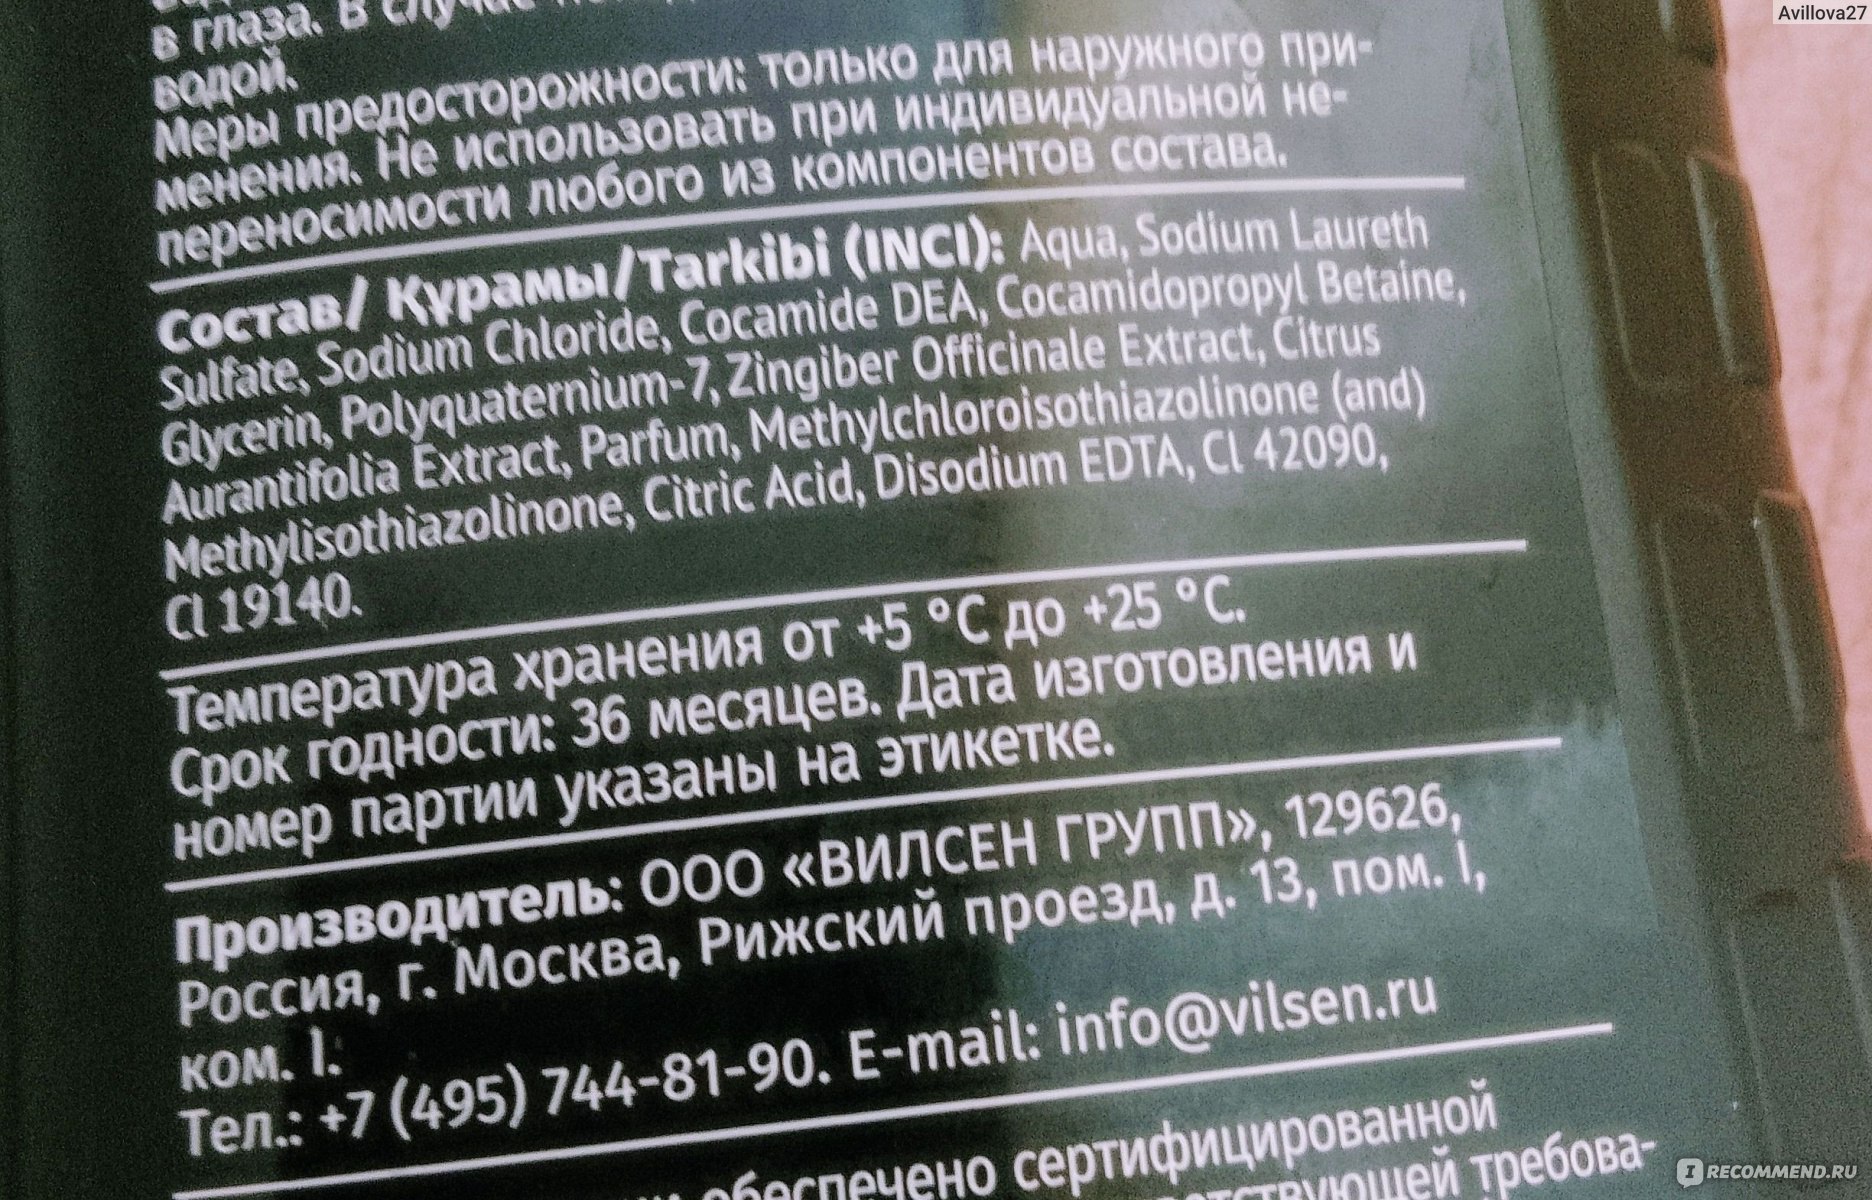 Avillova27
в глаза. В случае
водой.
Меры предосторожности: только для наружного при-
менения. Не использовать при индивидуальной не-
переносимости любого из компонентов состава.
Состав/ Құрамы/Tarkibi (INCI): Aqua, Sodium Laureth
Sulfate, Sodium Chloride, Cocamide DEA, Cocamidopropyl Betaine,
Glycerin, Polyquaternium-7, Zingiber Officinale Extract, Citrus
Aurantifolia Extract, Parfum, Methylchloroisothiazolinone (and)
Methylisothiazolinone, Citric Acid, Disodium EDTA, Cl 42090,
Cl 19140.
Температура хранения от +5 °C до +25 °C.
Срок годности: 36 месяцев. Дата изготовления и
номер партии указаны на этикетке.
Производитель: ООО «ВИЛСЕН ГРУПП», 129626,
Россия, г. Москва, Рижский проезд, д. 13, пом. I,
ком. I.
Тел.: +7 (495) 744-81-90. E-mail: info@vilsen.ru
обеспечено сертифицированной
требова-
RECOMMEND.RU